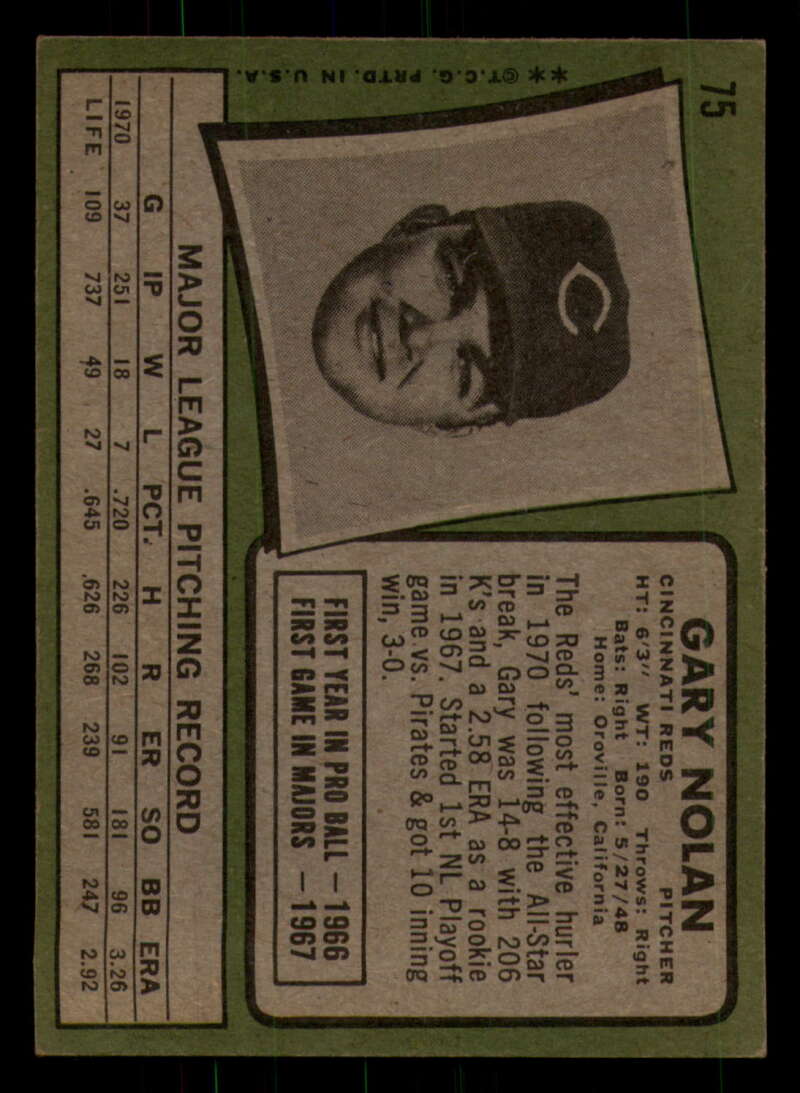 75
**©T.C.G. PRTD. IN U.S.A.
C
GARY NOLAN
CINCINNATI REDS PITCHER
HT: 6'3" WT: 190 Throws: Right
Bats: Right Born: 5/27/48
Home: Oroville, California
The Reds' most effective hurler
in 1970 following the All-Star
break, Gary was 14-8 with 206
K's and a 2.58 ERA as a rookie
in 1967. Started 1st NL Playoff
game vs. Pirates & got 10 inning
win, 3-0.
FIRST YEAR IN PRO BALL — 1966
FIRST GAME IN MAJORS — 1967
MAJOR LEAGUE PITCHING RECORD
G IP W L PCT. H R ER SO BB ERA
1970 37 251 18 7 .720 226 102 91 181 96 3.26
LIFE 109 737 49 27 .645 .626 268 239 581 247 2.92